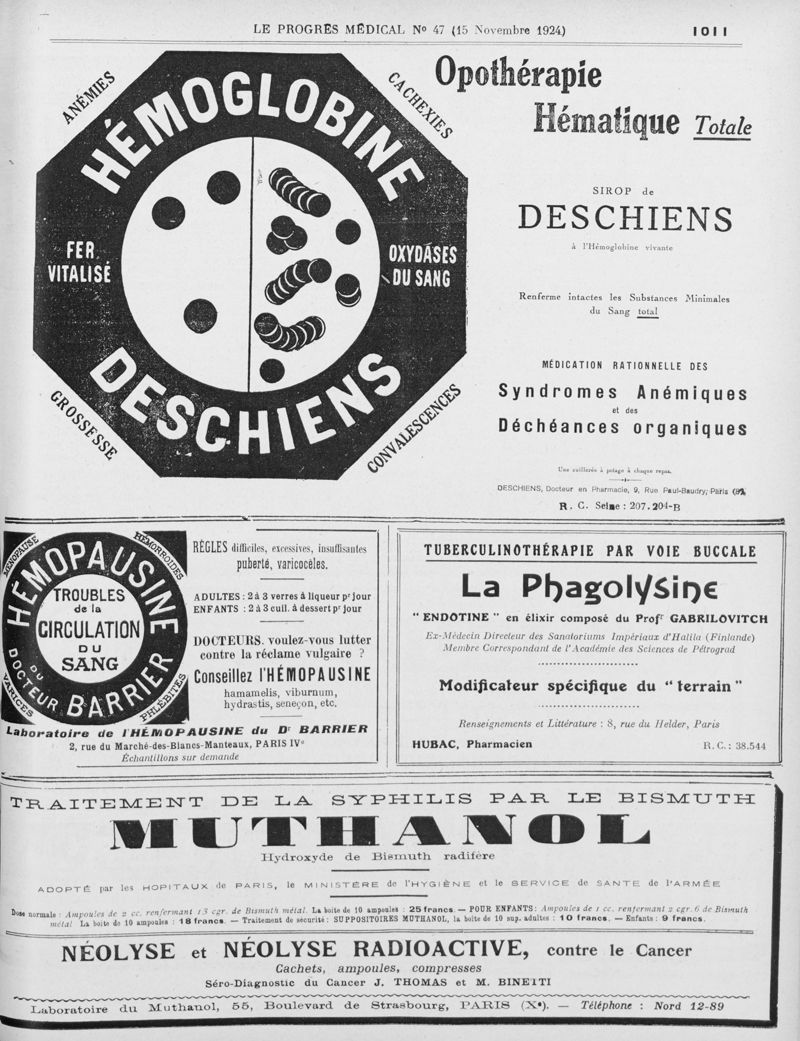 LE PROGRÈS MÉDICAL No 47 (15 Novembre 1924)
1011
ANÉMIES
CACHEXIES
HÉMOGLOBINE
FER
VITALISÉ
OXYDASES
DU SANG
DESCHIENS
GROSSESSE
CONVALESCENCES
Opothérapie
Hématique Totale
SIROP de
DESCHIENS
à l'Hémoglobine vivante
Renferme intactes les Substances Minimales
du Sang total
MÉDICATION RATIONNELLE DES
Syndromes Anémiques
et des
Déchéances organiques
Une cuillerée à potage à chaque repas.
DESCHIENS, Docteur en Pharmacie, 9, Rue Paul-Baudry, Paris (8e)
R. C. Seine : 207.204-B
MÉNOPAUSE
HÉMORROIDES
HÉMOPAUSINE
TROUBLES
de la
CIRCULATION
DU
SANG
DU
DOCTEUR BARRIER
VARICES
PHLÉBITES
RÈGLES difficiles, excessives, insuffisantes
puberté, varicocèles.
ADULTES : 2 à 3 verres à liqueur pr jour
ENFANTS : 2 à 3 cuil. à dessert pr jour
DOCTEURS, voulez-vous lutter
contre la réclame vulgaire ?
Conseillez l'HÉMOPAUSINE
hamamelis, viburnum,
hydrastis, seneçon, etc.
Laboratoire de l'HÉMOPAUSINE du Dr BARRIER
2, rue du Marché-des-Blancs-Manteaux, PARIS IVe
Échantillons sur demande
TUBERCULINOTHÉRAPIE PAR VOIE BUCCALE
La Phagolysine
" ENDOTINE " en élixir composé du Profr GABRILOVITCH
Ex-Médecin Directeur des Sanatoriums Impériaux d'Halila (Finlande)
Membre Correspondant de l'Académie des Sciences de Pétrograd
Modificateur spécifique du " terrain "
Renseignements et Littérature : 8, rue du Helder, Paris
HUBAC, Pharmacien
R. C. : 38.544
TRAITEMENT DE LA SYPHILIS PAR LE BISMUTH
MUTHANOL
Hydroxyde de Bismuth radifère
ADOPTÉ par les HOPITAUX de PARIS, le MINISTÈRE de l'HYGIÈNE et le SERVICE de SANTE de l'ARMÉE
Dose normale : Ampoules de 2 cc. renfermant 13 cgr. de Bismuth métal. La boite de 10 ampoules : 25 francs. — POUR ENFANTS : Ampoules de 1 cc. renfermant 2 cgr. 6 de Bismuth
métal La boite de 10 ampoules : 18 francs. — Traitement de sécurité : SUPPOSITOIRES MUTHANOL, la boîte de 10 sup. adultes : 10 francs. — Enfants : 9 francs.
NÉOLYSE et NÉOLYSE RADIOACTIVE, contre le Cancer
Cachets, ampoules, compresses
Séro-Diagnostic du Cancer J. THOMAS et M. BINETTI
Laboratoire du Muthanol, 55, Boulevard de Strasbourg, PARIS (Xe). — Téléphone : Nord 12-89